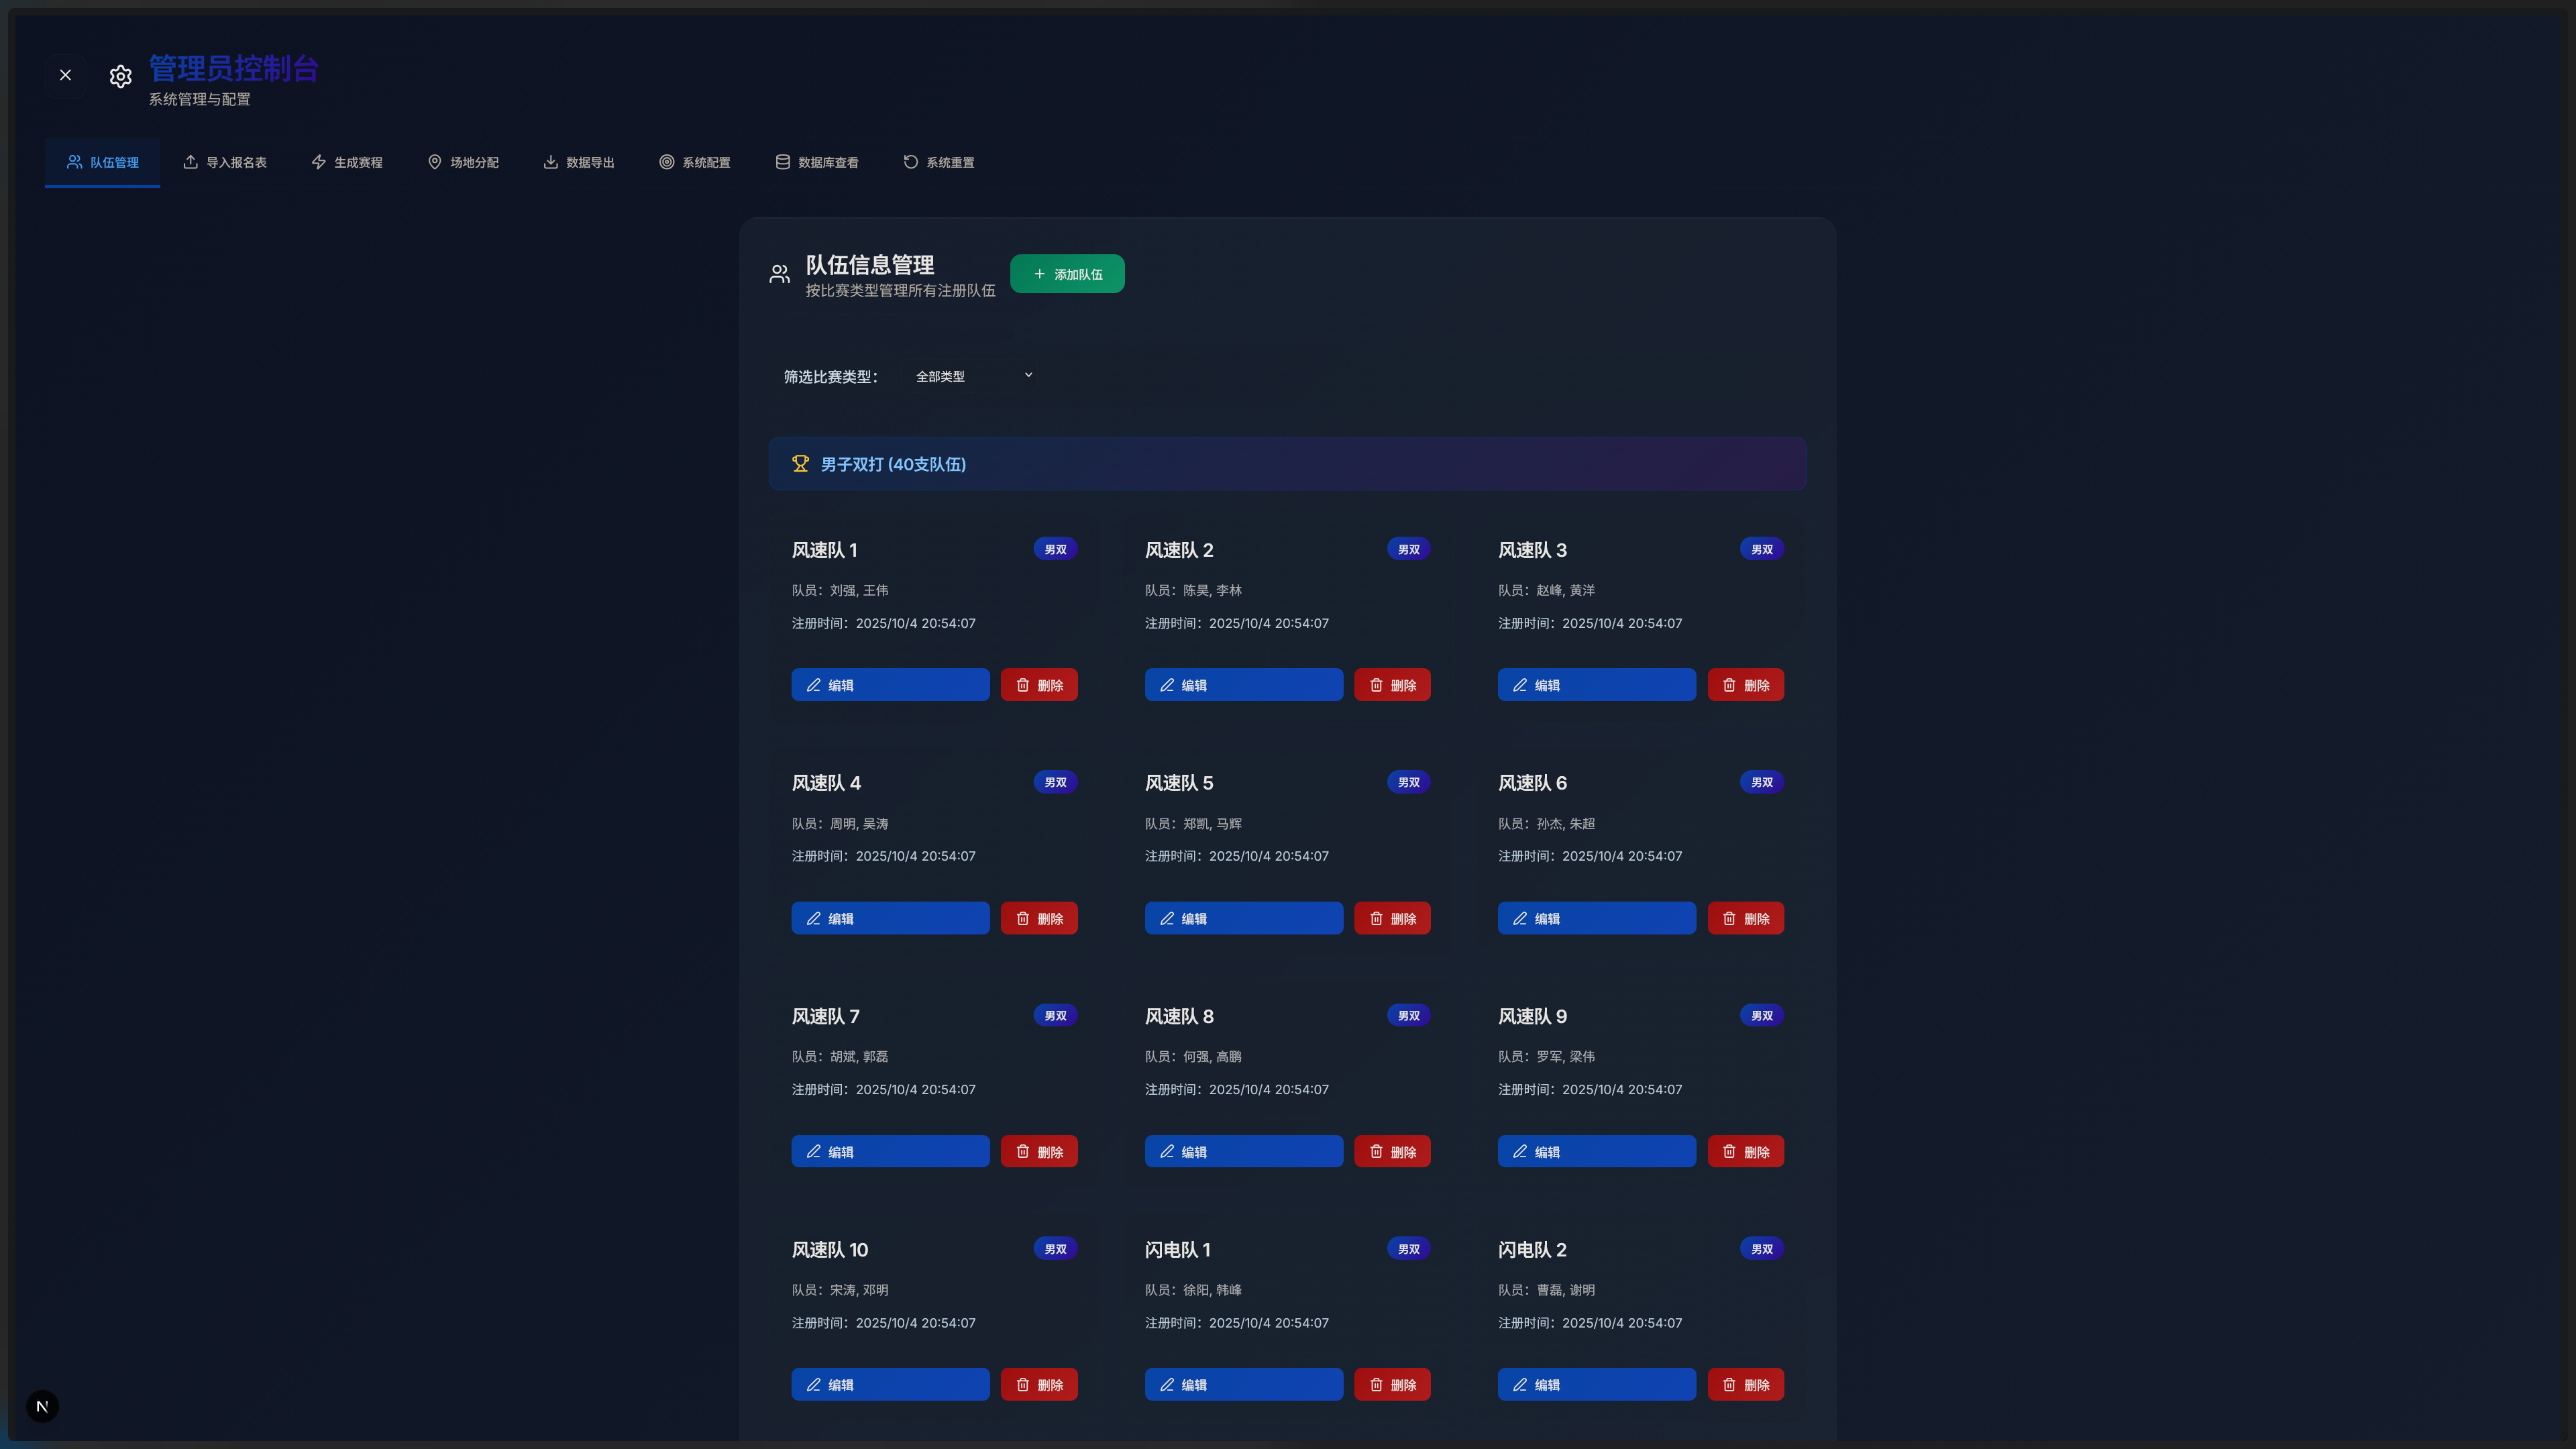 管理员控制台
系统管理与配置
队伍管理 导入报名表 生成赛程 场地分配 数据导出 系统配置 数据库查看 系统重置
队伍信息管理
按比赛类型管理所有注册队伍
添加队伍
筛选比赛类型： 全部类型
男子双打 (40支队伍)
风速队 1 男双 风速队 2 男双 风速队 3 男双
队员：刘强, 王伟 队员：陈昊, 李林 队员：赵峰, 黄洋
注册时间：2025/10/4 20:54:07 注册时间：2025/10/4 20:54:07 注册时间：2025/10/4 20:54:07
编辑 删除 编辑 删除 编辑 删除
风速队 4 男双 风速队 5 男双 风速队 6 男双
队员：周明, 吴涛 队员：郑凯, 马辉 队员：孙杰, 朱超
注册时间：2025/10/4 20:54:07 注册时间：2025/10/4 20:54:07 注册时间：2025/10/4 20:54:07
编辑 删除 编辑 删除 编辑 删除
风速队 7 男双 风速队 8 男双 风速队 9 男双
队员：胡斌, 郭磊 队员：何强, 高鹏 队员：罗军, 梁伟
注册时间：2025/10/4 20:54:07 注册时间：2025/10/4 20:54:07 注册时间：2025/10/4 20:54:07
编辑 删除 编辑 删除 编辑 删除
风速队 10 男双 闪电队 1 男双 闪电队 2 男双
队员：宋涛, 邓明 队员：徐阳, 韩峰 队员：曹磊, 谢明
注册时间：2025/10/4 20:54:07 注册时间：2025/10/4 20:54:07 注册时间：2025/10/4 20:54:07
编辑 删除 编辑 删除 编辑 删除
N